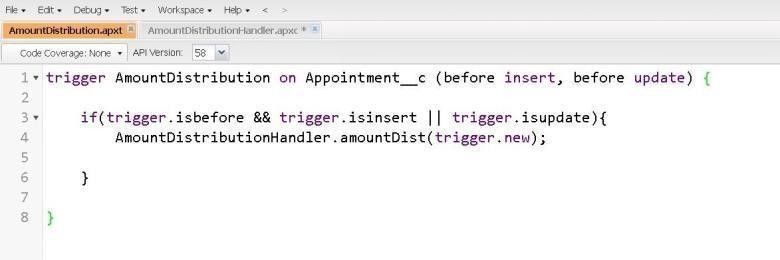 File Edit Debug Test Workspace Help < >
AmountDistribution.apxt AmountDistributionHandler.apxc *
Code Coverage: None API Version: 58
1 trigger AmountDistribution on Appointment__c (before insert, before update) {
2
3 if(trigger.isbefore && trigger.isinsert || trigger.isupdate){
4 AmountDistributionHandler.amountDist(trigger.new);
5
6 }
7
8 }